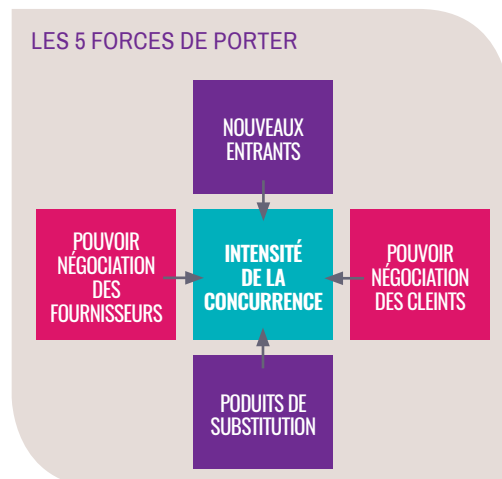 LES 5 FORCES DE PORTER
NOUVEAUX
ENTRANTS
POUVOIR
NÉGOCIATION
DES
FOURNISSEURS
INTENSITÉ
DE LA
CONCURRENCE
POUVOIR
NÉGOCIATION
DES CLEINTS
PODUITS DE
SUBSTITUTION